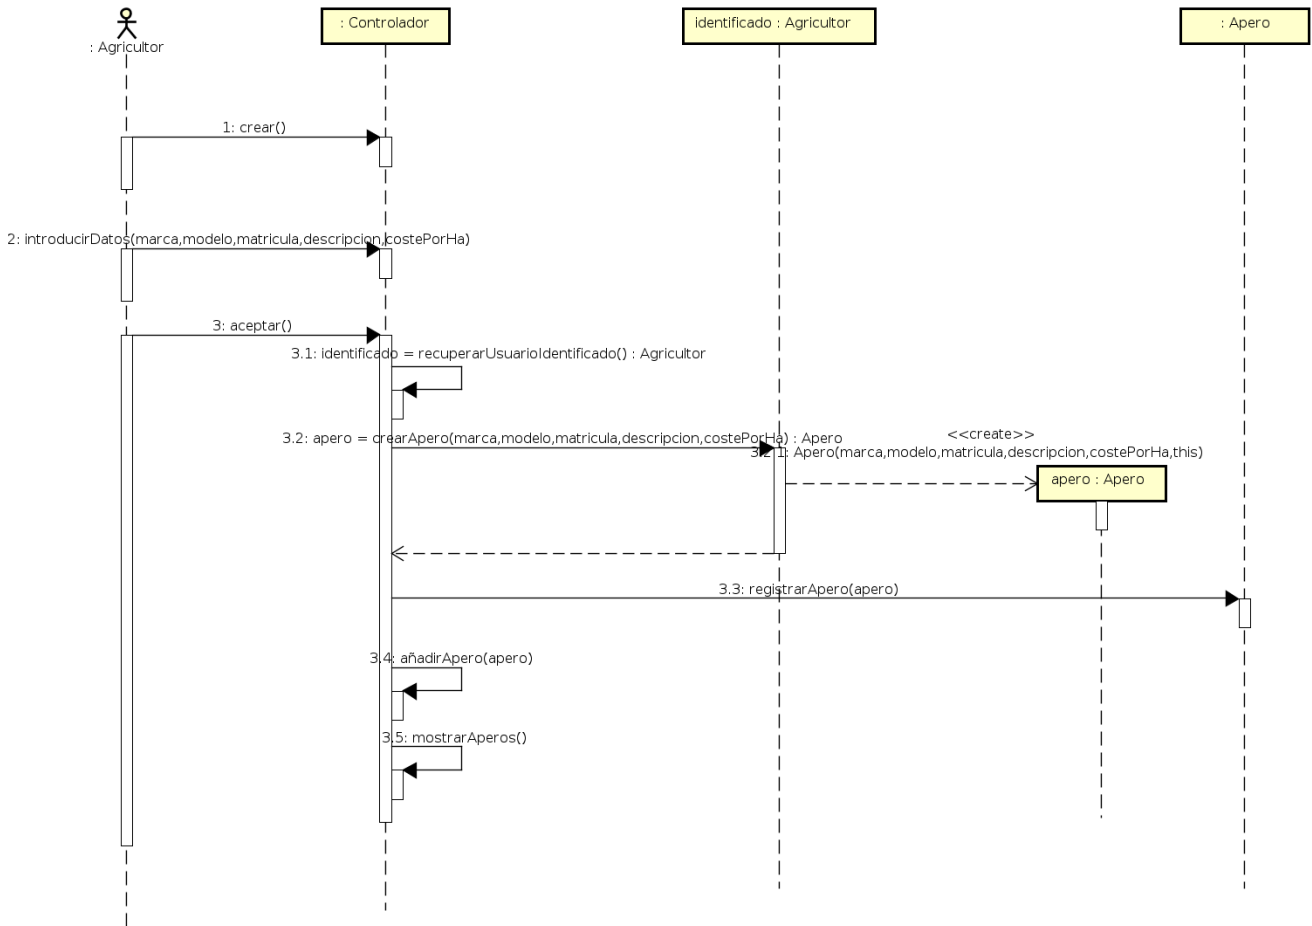 : Agricultor
: Controlador
identificado : Agricultor
: Apero
1: crear()
2: introducirDatos(marca,modelo,matricula,descripcion,costePorHa)
3: aceptar()
3.1: identificado = recuperarUsuarioIdentificado() : Agricultor
3.2: apero = crearApero(marca,modelo,matricula,descripcion,costePorHa) : Apero
<<create>>
3.2.1: Apero(marca,modelo,matricula,descripcion,costePorHa,this)
apero : Apero
3.3: registrarApero(apero)
3.4: añadirApero(apero)
3.5: mostrarAperos()